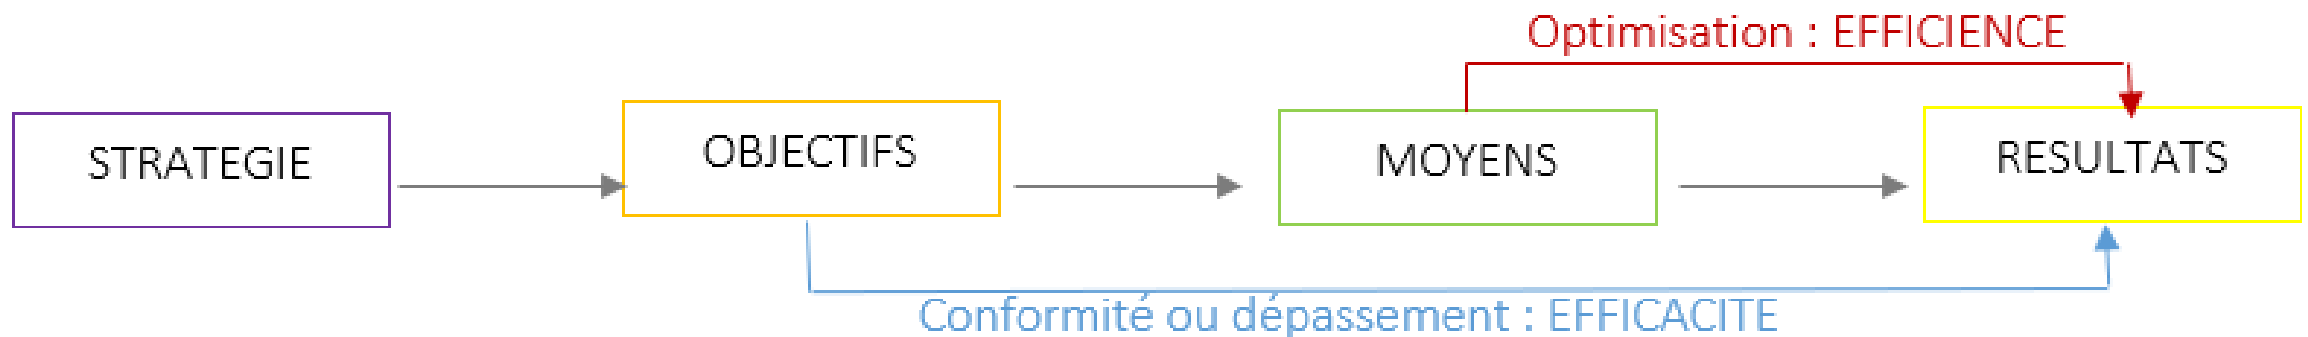 Optimisation : EFFICIENCE
STRATEGIE
OBJECTIFS
MOYENS
RESULTATS
Conformité ou dépassement : EFFICACITE